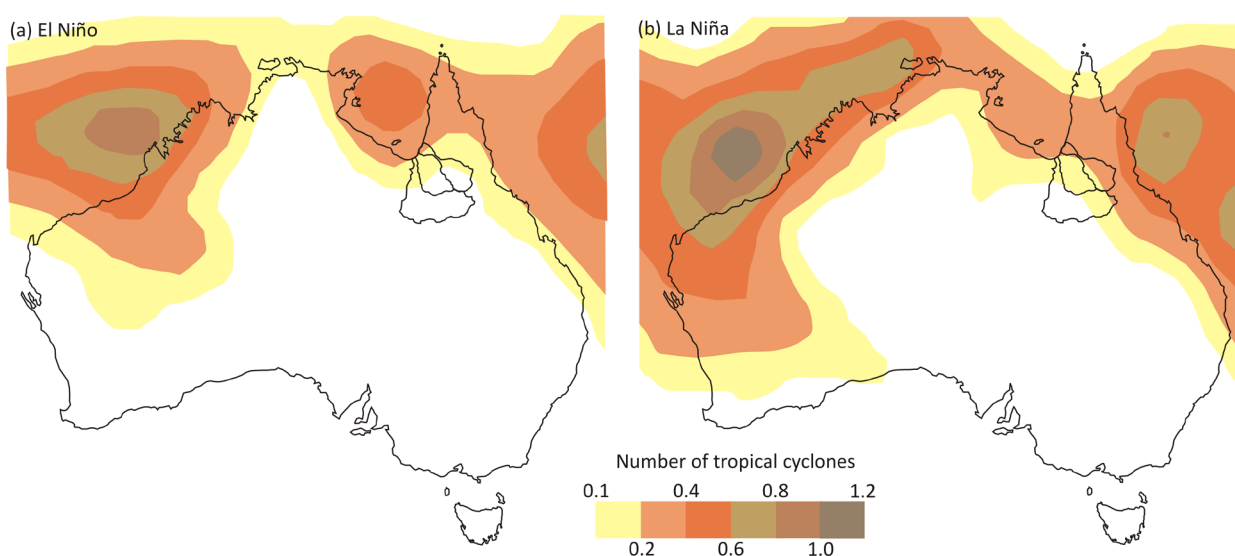 (a) El Niño
(b) La Niña
Number of tropical cyclones
0.1 0.4 0.8 1.2
0.2 0.6 1.0